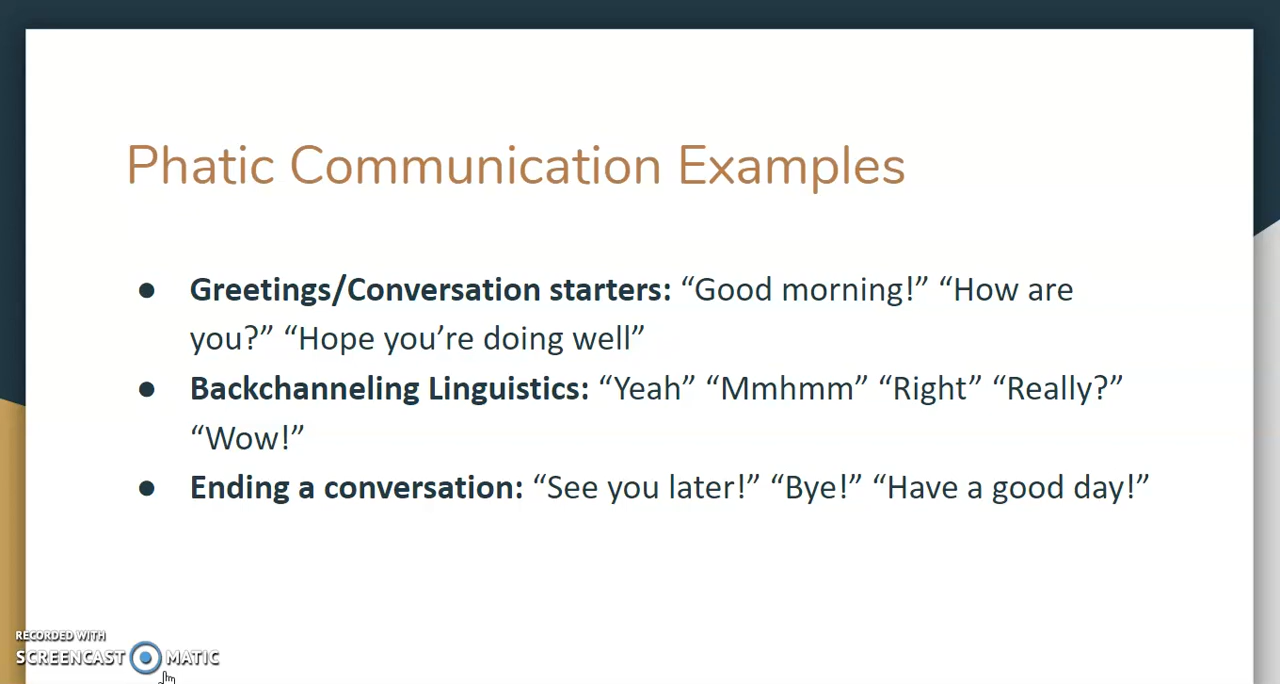 Phatic Communication Examples
● Greetings/Conversation starters: “Good morning!” “How are
you?” “Hope you’re doing well”
● Backchanneling Linguistics: “Yeah” “Mmhmm” “Right” “Really?”
“Wow!”
● Ending a conversation: “See you later!” “Bye!” “Have a good day!”
RECORDED WITH
SCREENCAST MATIC